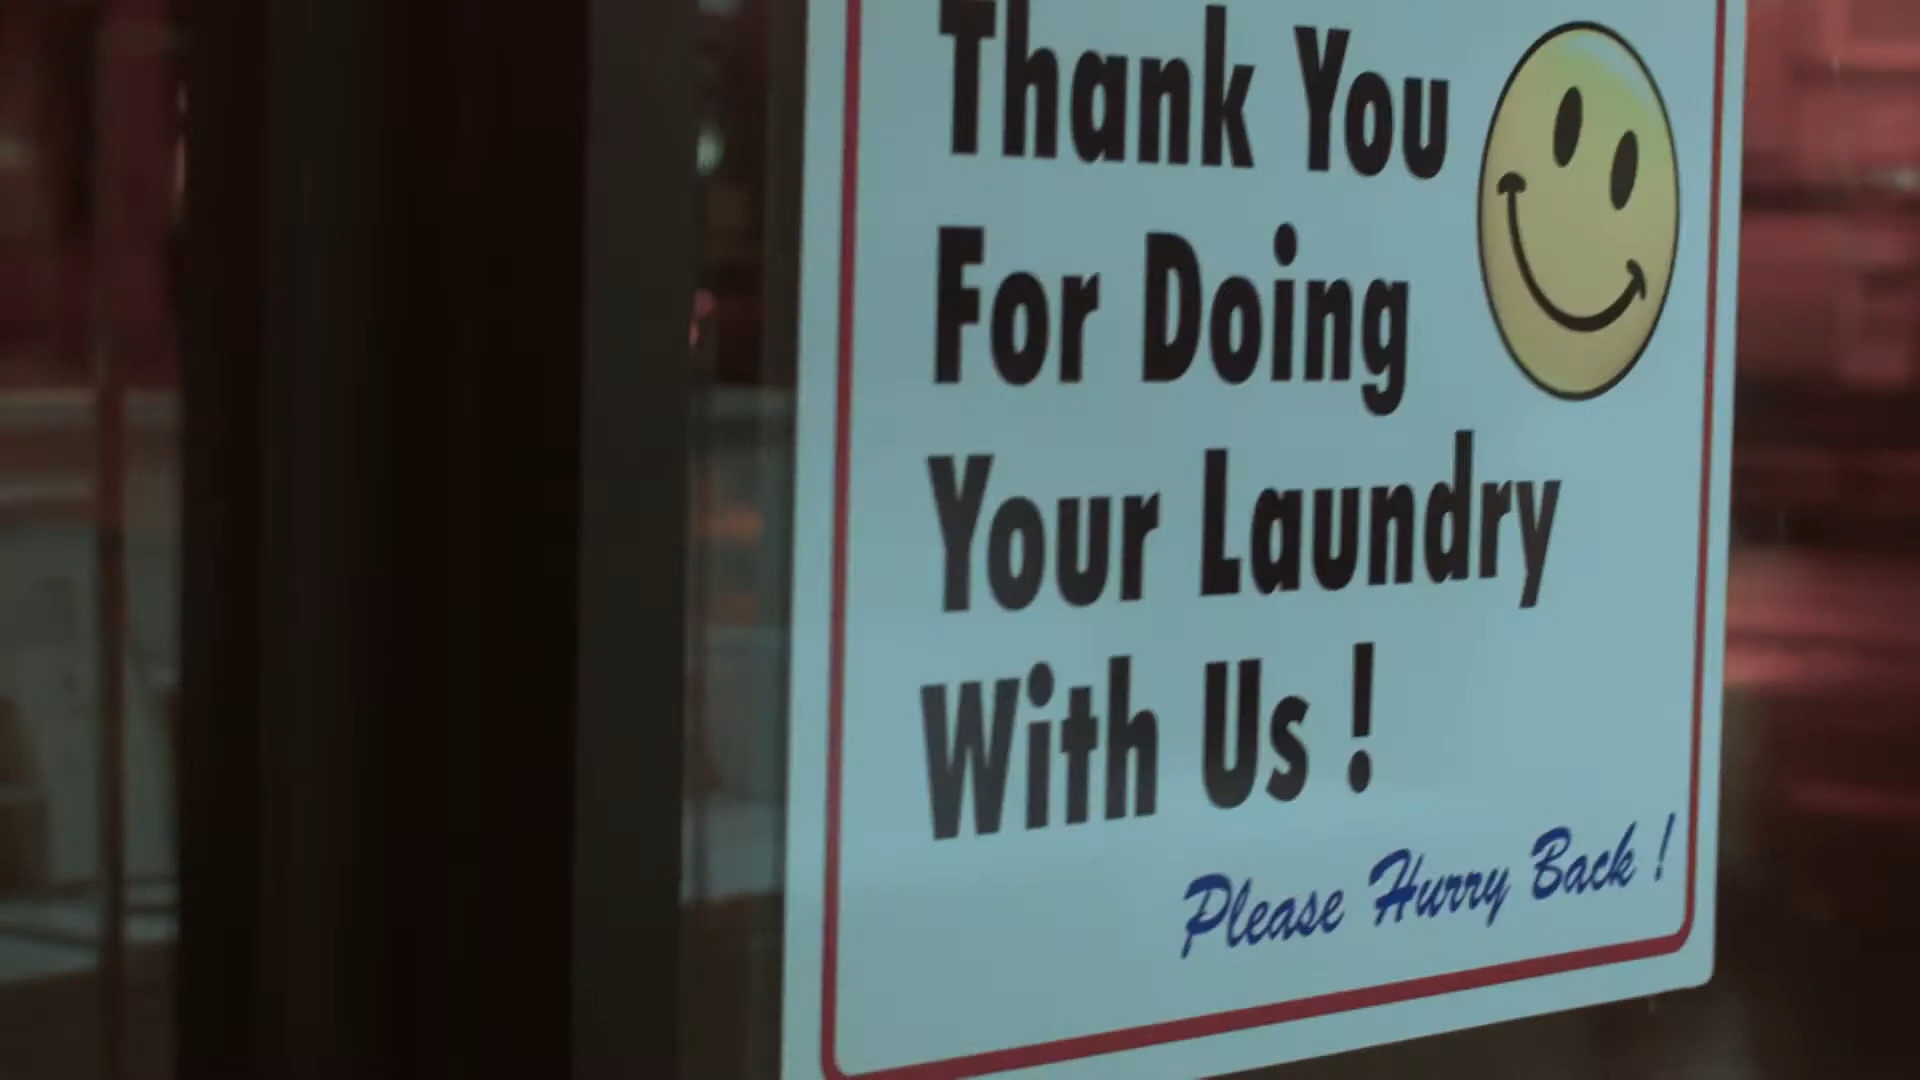 Thank You
For Doing
Your Laundry
With Us !
Please Hurry Back !